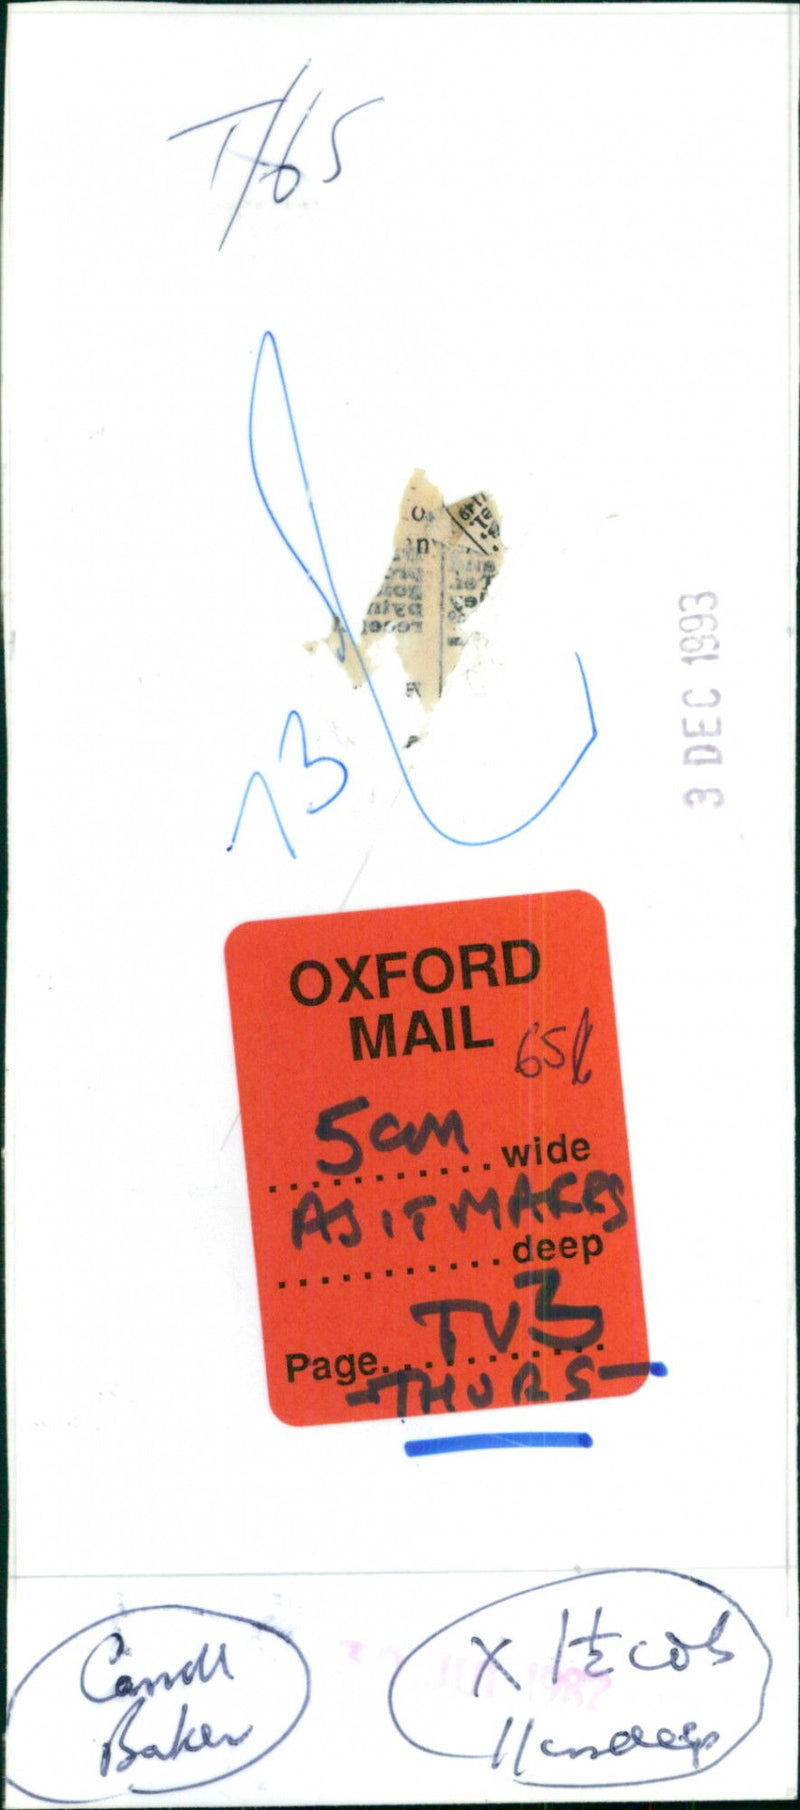 T/65
13
3 DEC 1993
OXFORD
MAIL
65%
5cm wide
AS IT MAKES
deep
Page TV3
-THURS-
Carroll
Baker
X 1½ cols
11cms deep